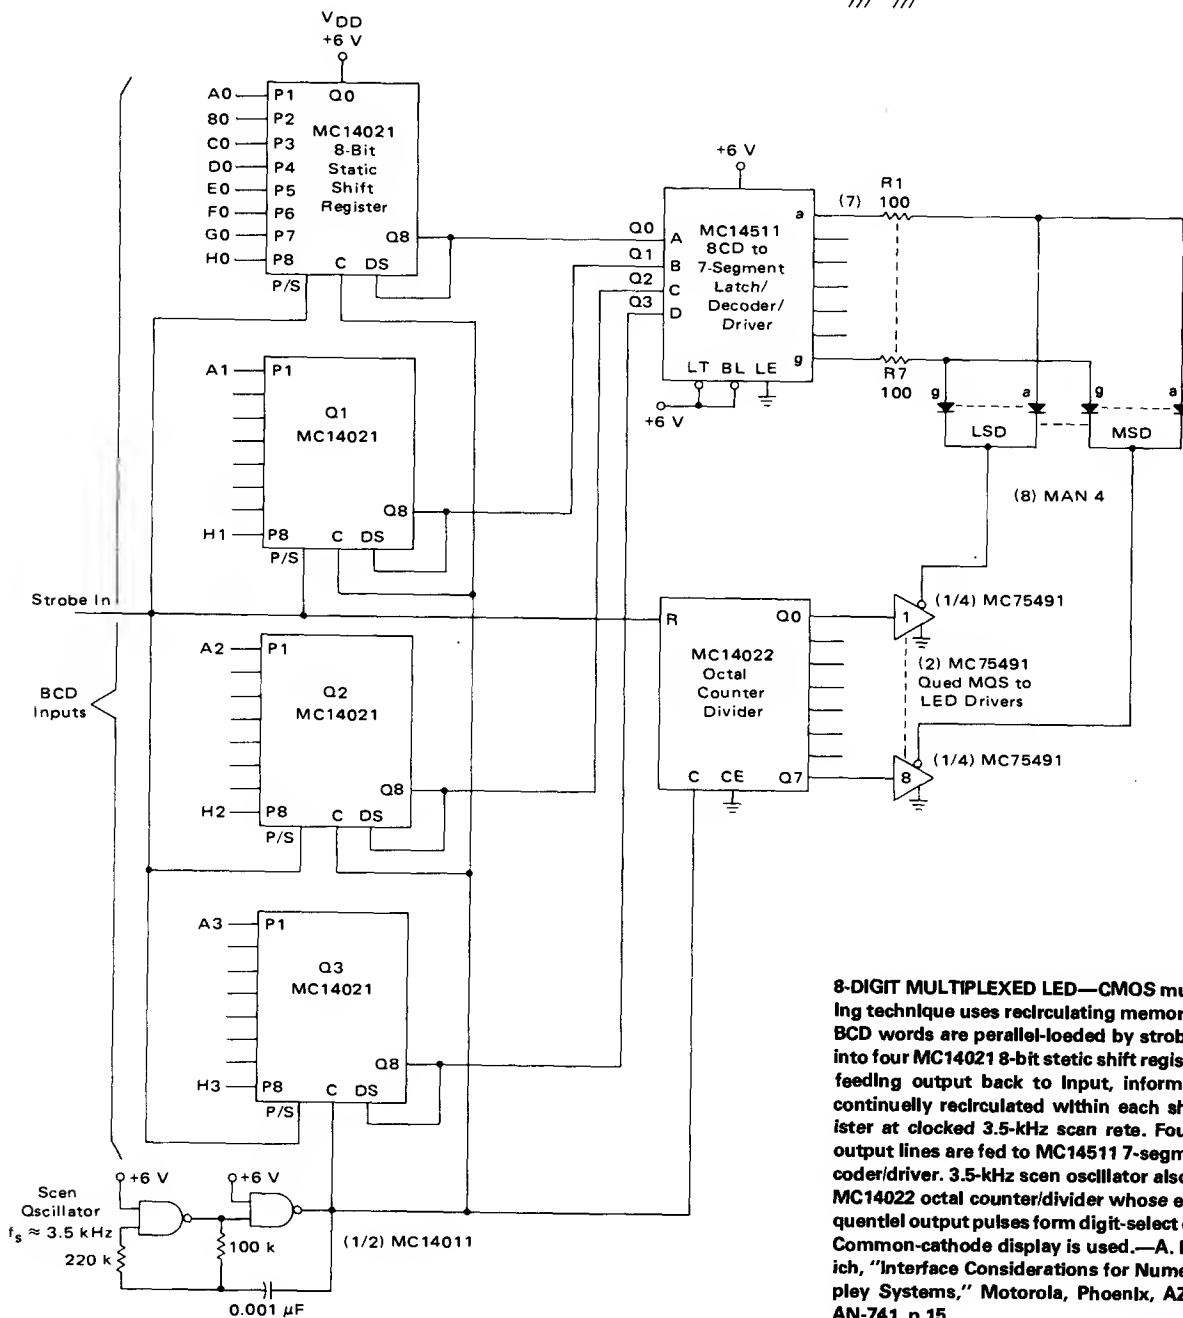 V_DD
+6 V
A0 P1 Q0
80 P2
MC14021
C0 P3 8-Bit
D0 P4 Static
E0 P5 Shift
F0 P6 Register
G0 P7
Q8
H0 P8 C DS
P/S
+6 V
MC14511
8CD to
7-Segment
Latch/
Decoder/
Driver
Q0 A
Q1 B
Q2 C
Q3 D
a
g
LT BL LE
+6 V
(7)
R1
100
R7
100
g a g a
LSD MSD
(8) MAN 4
A1 P1
Q1
MC14021
Q8
H1 P8 C DS
P/S
Strobe In
BCD
Inputs
A2 P1
Q2
MC14021
Q8
H2 P8 C DS
P/S
R Q0
MC14022
Octal
Counter
Divider
C CE Q7
1 (1/4) MC75491
(2) MC75491
Qued MQS to
LED Drivers
(1/4) MC75491
8
A3 P1
Q3
MC14021
Q8
H3 P8 C DS
P/S
+6 V +6 V
Scen
Qscillator
f_s ≈ 3.5 kHz
220 k
100 k
(1/2) MC14011
0.001 µF
8-DIGIT MULTIPLEXED LED—CMOS mu
ing technique uses recirculating memor
BCD words are perallel-loeded by strob
into four MC14021 8-bit stetic shift regis
feeding output back to Input, inform
continuelly recirculated within each sh
ister at clocked 3.5-kHz scan rete. Fou
output lines are fed to MC14511 7-segm
coder/driver. 3.5-kHz scen oscillator also
MC14022 octal counter/divider whose e
quentlel output pulses form digit-select
Common-cathode display is used.—A.
ich, "Interface Considerations for Nume
pley Systems," Motorola, Phoenix, AZ
AN-741, p 15.